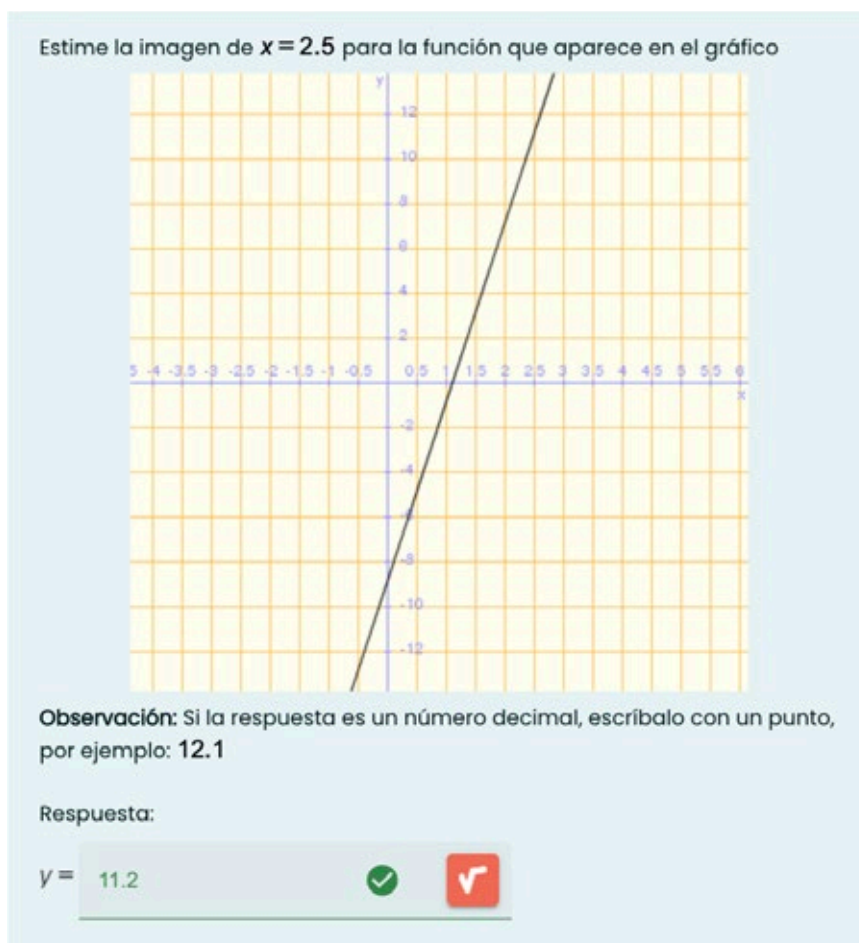 Estime la imagen de x = 2.5 para la función que aparece en el gráfico
y
12
10
8
6
4
2
5 -4 -3.5 -3 -2.5 -2 -1.5 -1 -0.5 0.5 1 1.5 2 2.5 3 3.5 4 4.5 5 5.5 6
x
-2
-4
-8
-10
-12
Observación: Si la respuesta es un número decimal, escríbalo con un punto,
por ejemplo: 12.1
Respuesta:
y = 11.2